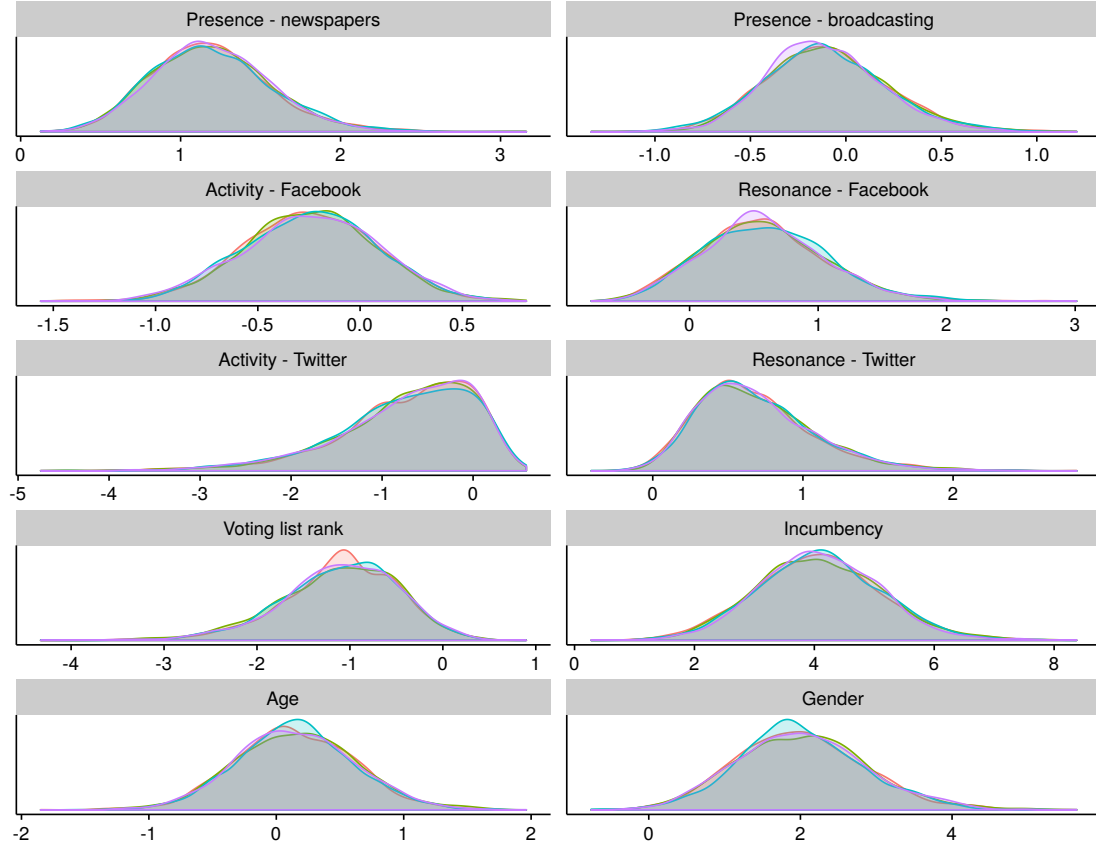 Presence - newspapers
0 1 2 3
Presence - broadcasting
-1.0 -0.5 0.0 0.5 1.0
Activity - Facebook
-1.5 -1.0 -0.5 0.0 0.5
Resonance - Facebook
0 1 2 3
Activity - Twitter
-5 -4 -3 -2 -1 0
Resonance - Twitter
0 1 2
Voting list rank
-4 -3 -2 -1 0 1
Incumbency
0 2 4 6 8
Age
-2 -1 0 1 2
Gender
0 2 4